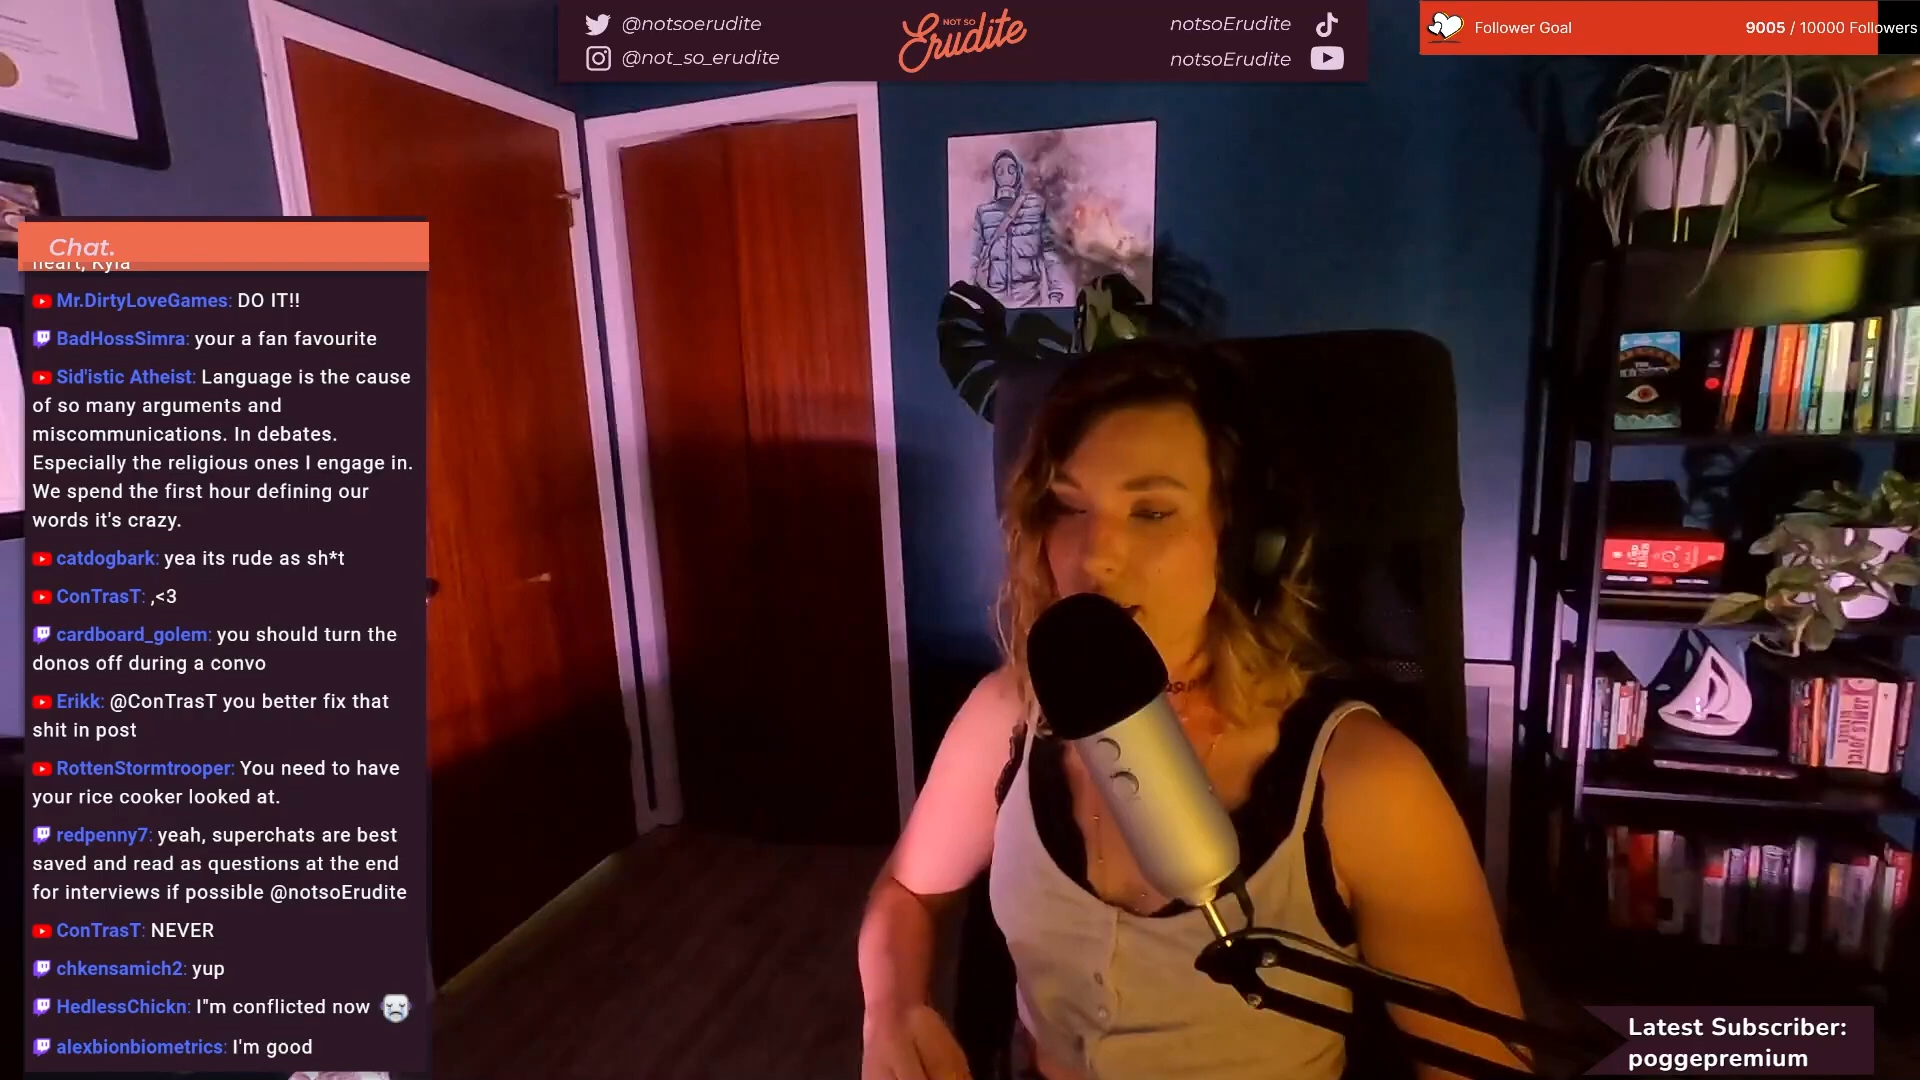 @notsoerudite
@not_so_erudite
NOT SO
Erudite
notsoErudite
notsoErudite
Follower Goal
9005 / 10000 Followers
Chat.
heart, Kyla
Mr.DirtyLoveGames: DO IT!!
BadHossSimra: your a fan favourite
Sid'istic Atheist: Language is the cause
of so many arguments and
miscommunications. In debates.
Especially the religious ones I engage in.
We spend the first hour defining our
words it's crazy.
catdogbark: yea its rude as sh*t
ConTrasT: ,<3
cardboard_golem: you should turn the
donos off during a convo
Erikk: @ConTrasT you better fix that
shit in post
RottenStormtrooper: You need to have
your rice cooker looked at.
redpenny7: yeah, superchats are best
saved and read as questions at the end
for interviews if possible @notsoErudite
ConTrasT: NEVER
chkensamich2: yup
HedlessChickn: I"m conflicted now
alexbionbiometrics: I'm good
JAMES JOYCE
Latest Subscriber:
poggepremium